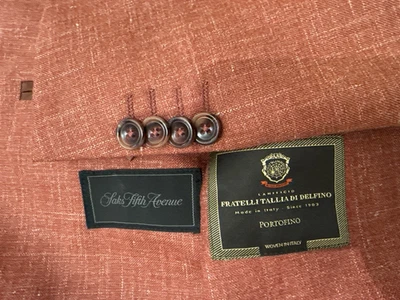 Saks Fifth Avenue
LANIFICIO
FRATELLI TALLIA DI DELFINO
Made in Italy - Since 1903
PORTOFINO
WOVEN IN ITALY